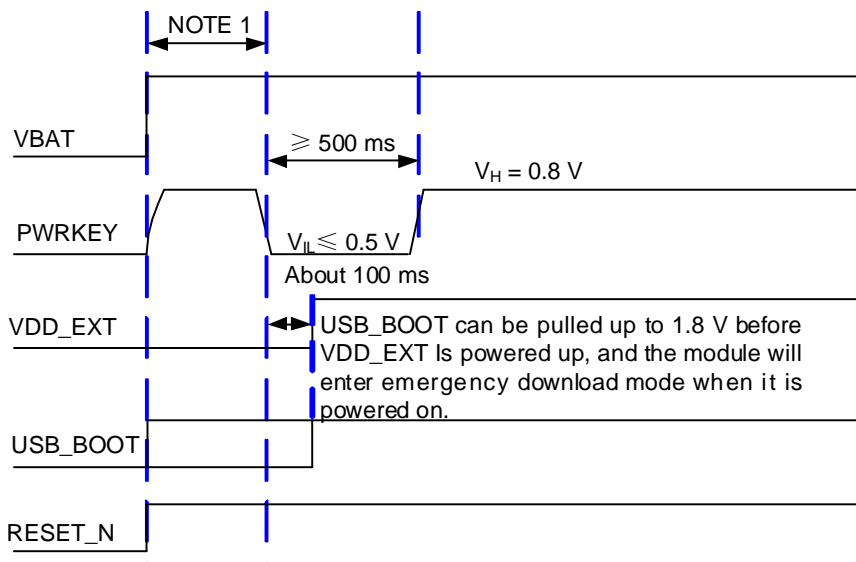 NOTE 1
VBAT
≥ 500 ms
VH = 0.8 V
PWRKEY
VIL ≤ 0.5 V
About 100 ms
VDD_EXT
USB_BOOT can be pulled up to 1.8 V before
VDD_EXT Is powered up, and the module will
enter emergency download mode when it is
powered on.
USB_BOOT
RESET_N